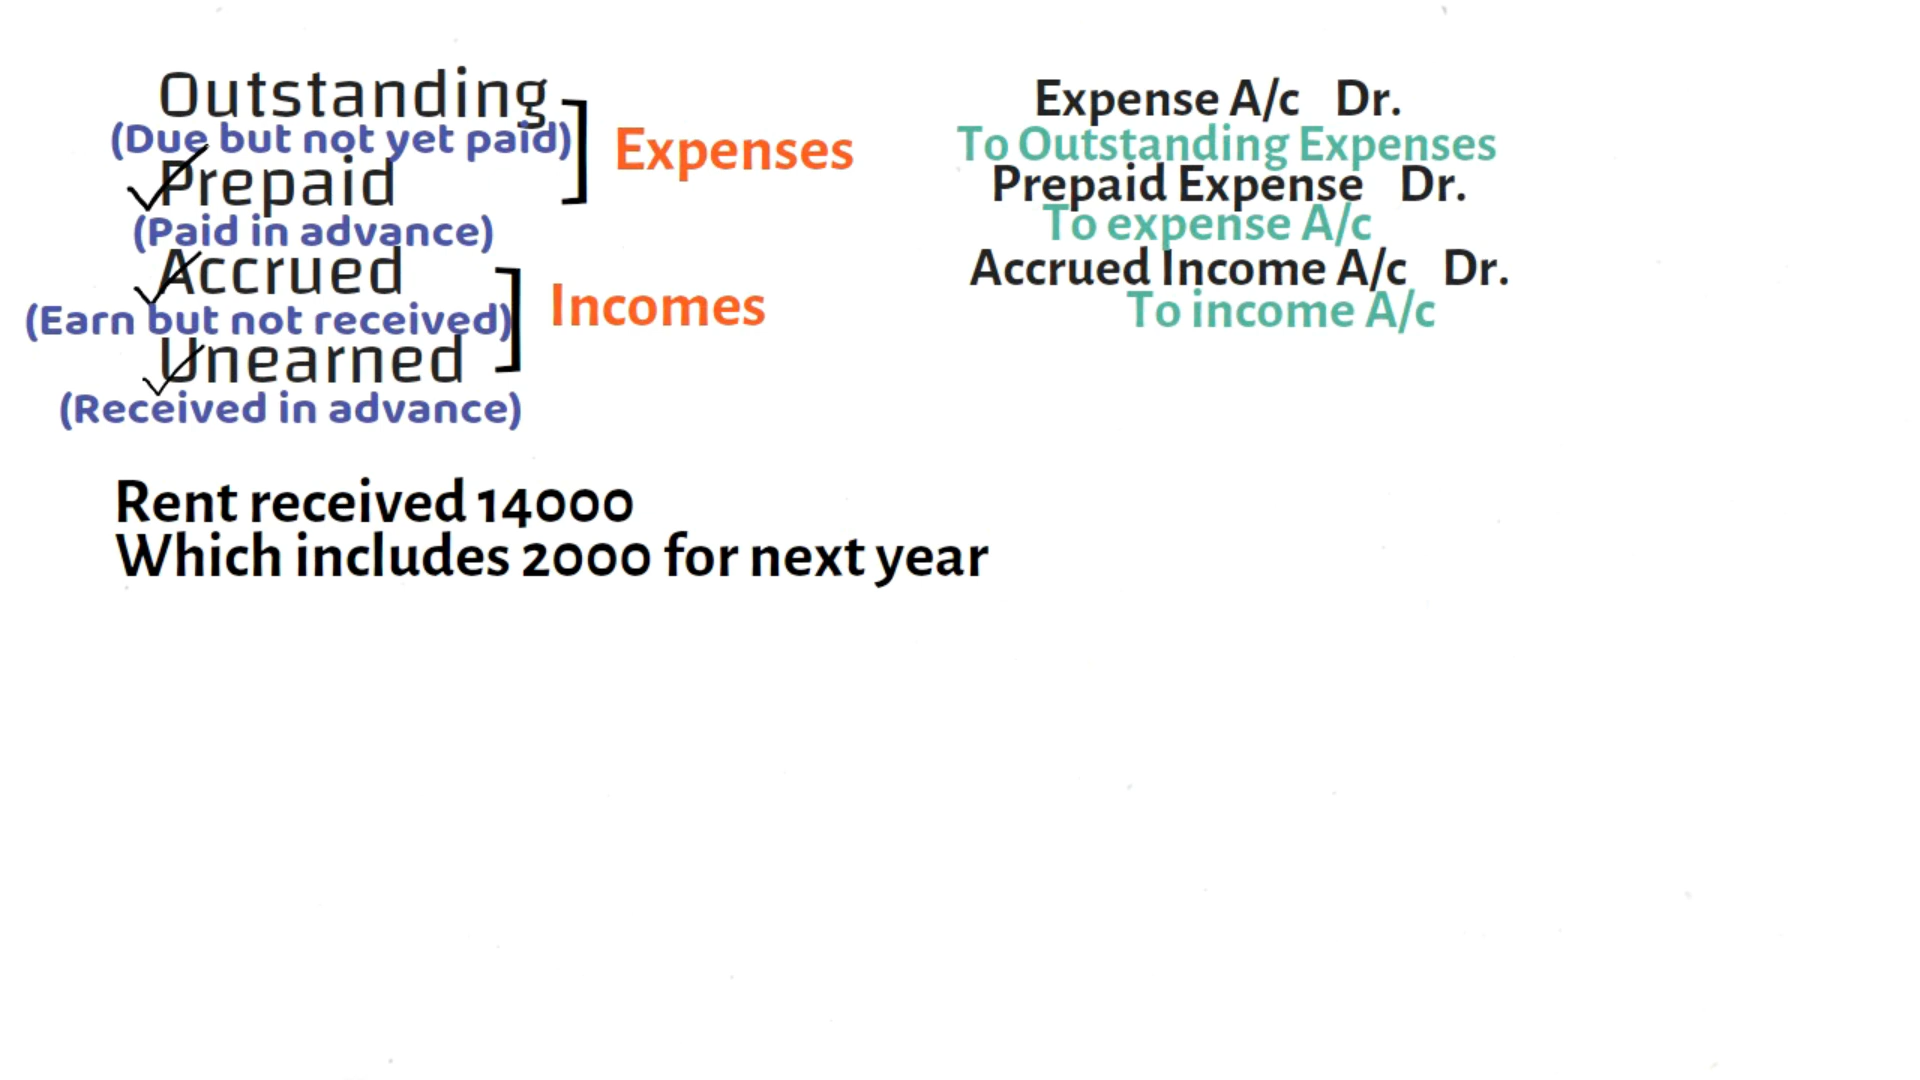 Outstanding
(Due but not yet paid)
Prepaid
(Paid in advance)
Expenses
Accrued
(Earn but not received)
Unearned
(Received in advance)
Incomes
Expense A/c Dr.
To Outstanding Expenses
Prepaid Expense Dr.
To expense A/c
Accrued Income A/c Dr.
To income A/c
Rent received 14000
Which includes 2000 for next year